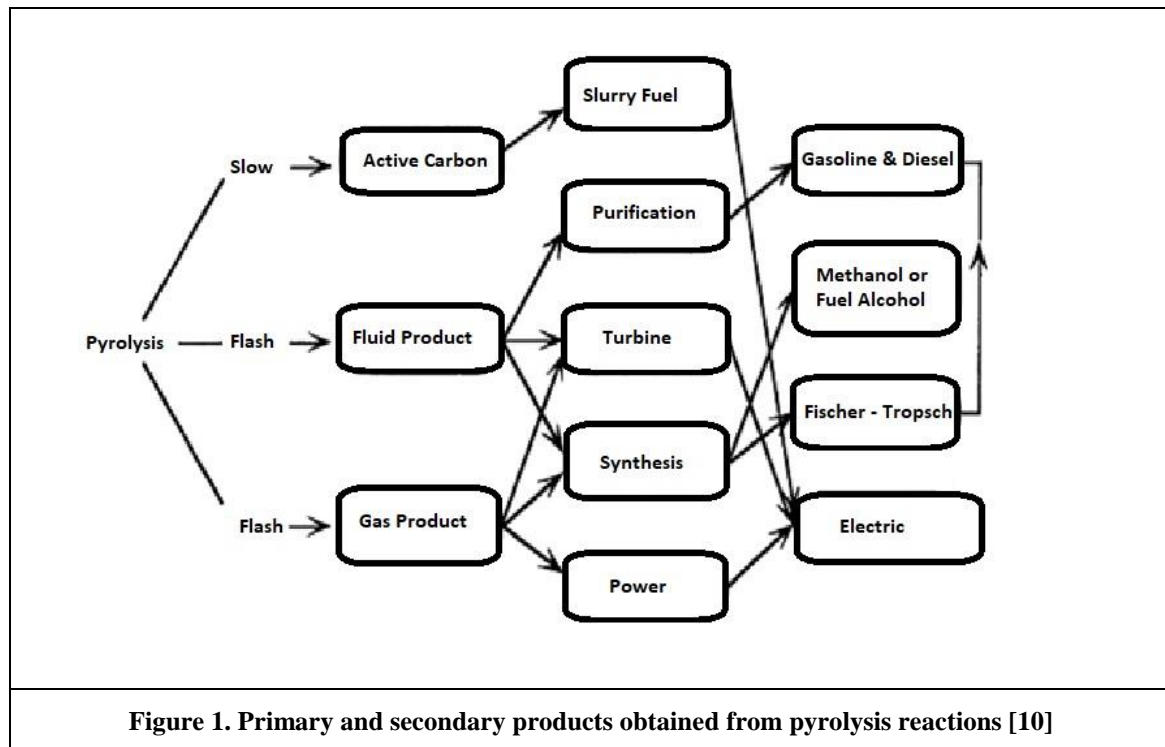 Slurry Fuel
Slow
Active Carbon
Gasoline & Diesel
Purification
Methanol or
Fuel Alcohol
Pyrolysis
Flash
Fluid Product
Turbine
Fischer - Tropsch
Synthesis
Flash
Gas Product
Electric
Power
Figure 1. Primary and secondary products obtained from pyrolysis reactions [10]